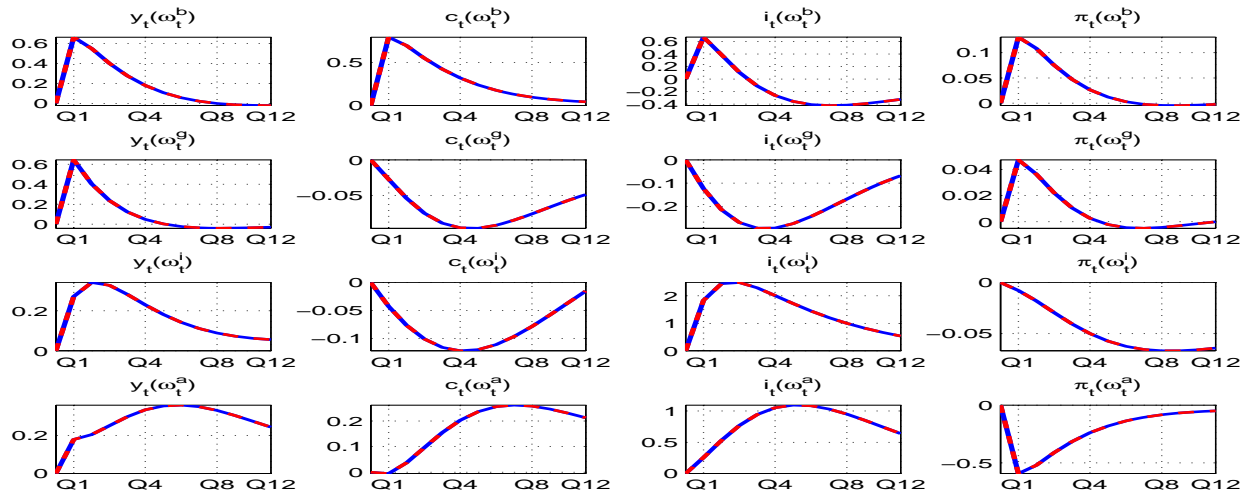 y_t(ω_t^b) c_t(ω_t^b) i_t(ω_t^b) π_t(ω_t^b)
0.6 0.4 0.2 0
0.5
0.6 0.4 0.2 0 −0.2 −0.4
0.1 0.05 0
Q1 Q4 Q8 Q12 Q1 Q4 Q8 Q12 Q1 Q4 Q8 Q12 Q1 Q4 Q8 Q12
y_t(ω_t^g) c_t(ω_t^g) i_t(ω_t^g) π_t(ω_t^g)
0.6 0.4 0.2 0
0 −0.05
0 −0.1 −0.2
0.04 0.02 0
Q1 Q4 Q8 Q12 Q1 Q4 Q8 Q12 Q1 Q4 Q8 Q12 Q1 Q4 Q8 Q12
y_t(ω_t^i) c_t(ω_t^i) i_t(ω_t^i) π_t(ω_t^i)
0.2 0
0 −0.05 −0.1
2 1 0
0 −0.05
Q1 Q4 Q8 Q12 Q1 Q4 Q8 Q12 Q1 Q4 Q8 Q12 Q1 Q4 Q8 Q12
y_t(ω_t^a) c_t(ω_t^a) i_t(ω_t^a) π_t(ω_t^a)
0.2 0
0.2 0.1 0
1 0.5 0
0 −0.5
Q1 Q4 Q8 Q12 Q1 Q4 Q8 Q12 Q1 Q4 Q8 Q12 Q1 Q4 Q8 Q12